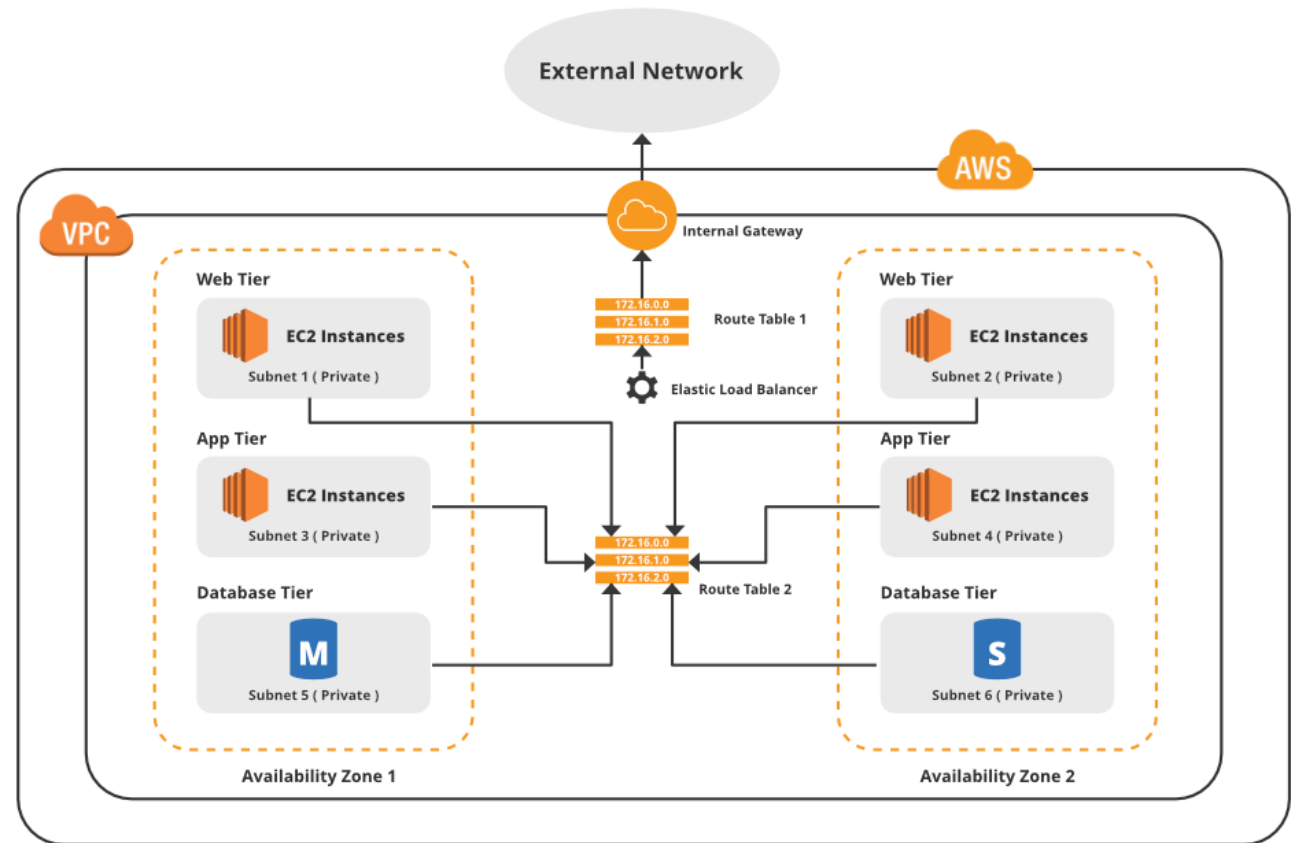 External Network
AWS
VPC
Internal Gateway
Web Tier
EC2 Instances
Subnet 1 ( Private )
172.16.0.0
172.16.1.0
172.16.2.0
Route Table 1
Elastic Load Balancer
Web Tier
EC2 Instances
Subnet 2 ( Private )
App Tier
EC2 Instances
Subnet 3 ( Private )
App Tier
EC2 Instances
Subnet 4 ( Private )
172.16.0.0
172.16.1.0
172.16.2.0
Route Table 2
Database Tier
M
Subnet 5 ( Private )
Database Tier
S
Subnet 6 ( Private )
Availability Zone 1
Availability Zone 2